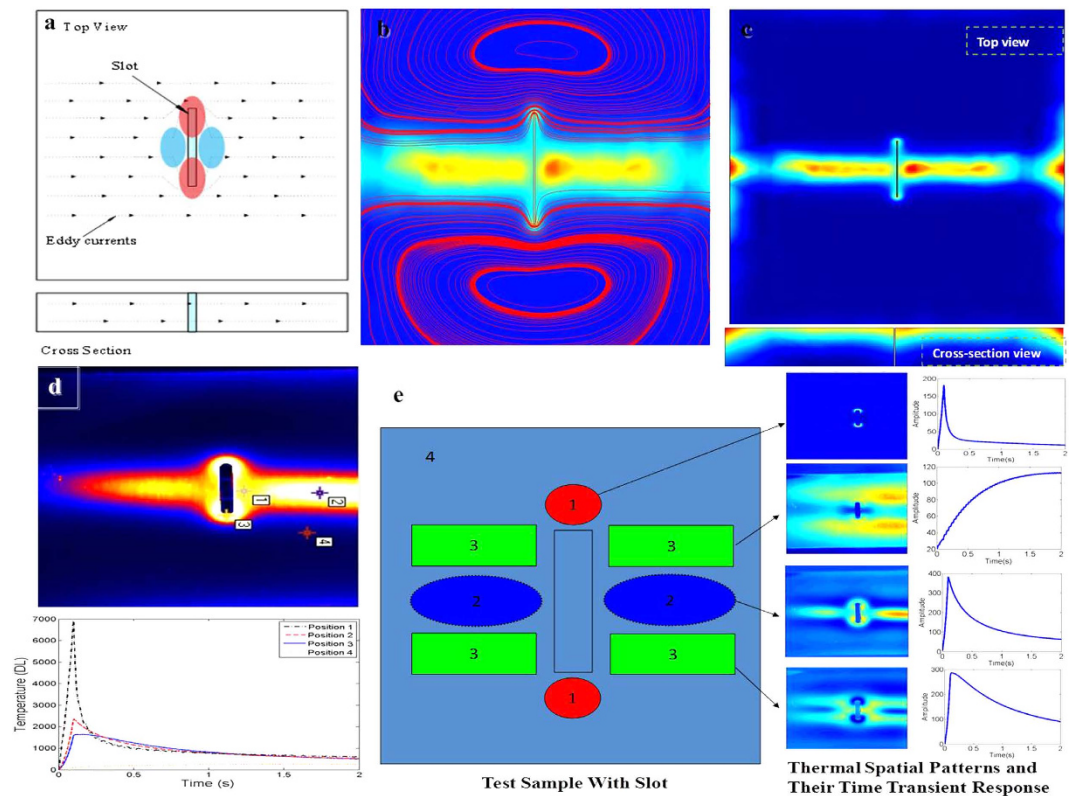 a
Top View
Slot
Eddy currents
Cross Section
b
c
Top view
Cross-section view
d
1
2
3
4
7000
6000
5000
4000
3000
2000
1000
0
Temperature (DL)
Position 1
Position 2
Position 3
Position 4
0 0.5 1 1.5 2
Time (s)
e
4
1
3 3
2 2
3 3
1
Test Sample With Slot
200
150
100
50
0
Amplitude
0 0.5 1 1.5 2
Time(s)
120
100
80
60
40
20
Amplitude
0 0.5 1 1.5 2
Time(s)
400
300
200
100
0
Amplitude
0 0.5 1 1.5 2
Time(s)
300
200
100
0
Amplitude
0 0.5 1 1.5 2
Time(s)
Thermal Spatial Patterns and
Their Time Transient Response